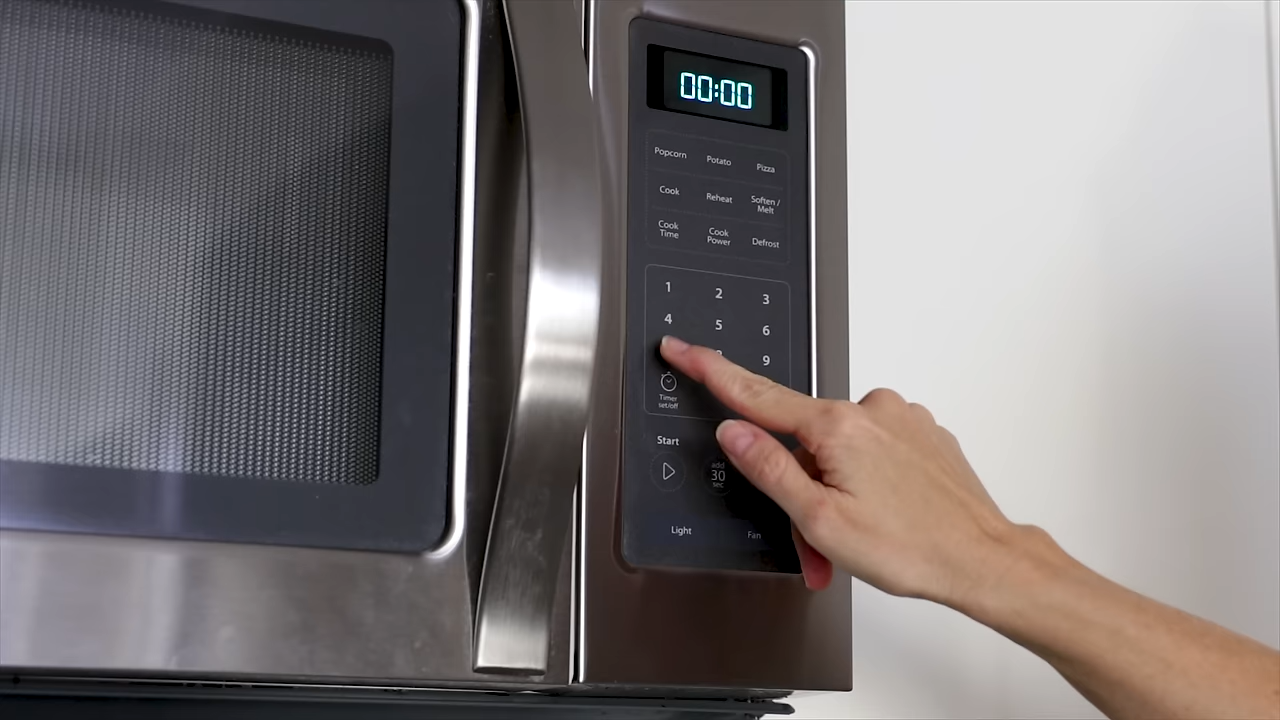 00:00
Popcorn Potato Pizza
Cook Reheat Soften /
Melt
Cook Cook Defrost
Time Power
1 2 3
4 5 6
9
Timer
set/off
Start
add
30
sec
Light Fan